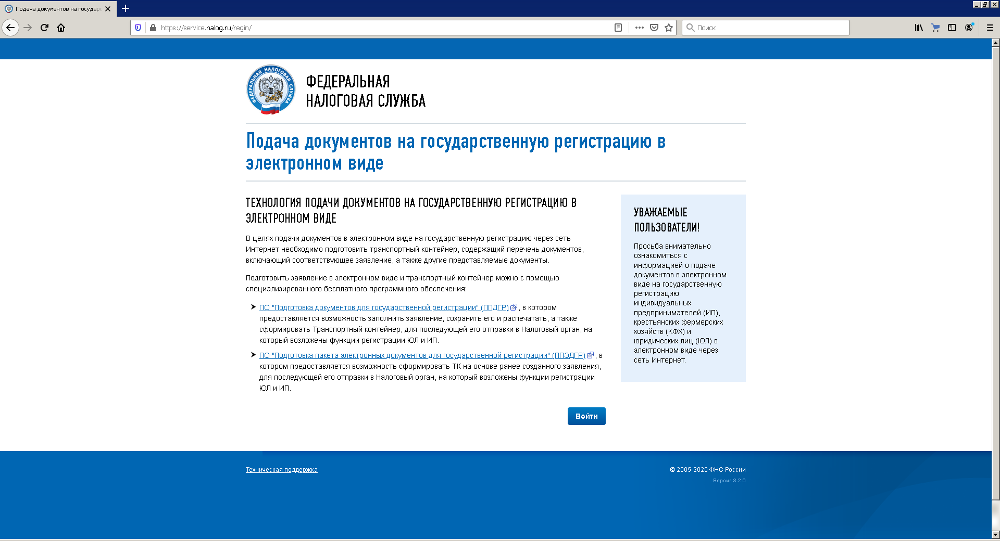 Подача документов на государс
https://service.nalog.ru/regin/
Поиск
ФЕДЕРАЛЬНАЯ НАЛОГОВАЯ СЛУЖБА
ФЕДЕРАЛЬНАЯ
НАЛОГОВАЯ СЛУЖБА
Подача документов на государственную регистрацию в
электронном виде
ТЕХНОЛОГИЯ ПОДАЧИ ДОКУМЕНТОВ НА ГОСУДАРСТВЕННУЮ РЕГИСТРАЦИЮ В
ЭЛЕКТРОННОМ ВИДЕ
В целях подачи документов в электронном виде на государственную регистрацию через сеть
Интернет необходимо подготовить транспортный контейнер, содержащий перечень документов,
включающий соответствующее заявление, а также другие представляемые документы.
Подготовить заявление в электронном виде и транспортный контейнер можно с помощью
специализированного бесплатного программного обеспечения:
ПО "Подготовка документов для государственной регистрации" (ППДГР) , в котором
предоставляется возможность заполнить заявление, сохранить его и распечатать, а также
сформировать Транспортный контейнер, для последующей его отправки в Налоговый орган, на
который возложены функции регистрации ЮЛ и ИП.
ПО "Подготовка пакета электронных документов для государственной регистрации" (ППЭДГР) , в
котором предоставляется возможность сформировать ТК на основе ранее созданного заявления,
для последующей его отправки в Налоговый орган, на который возложены функции регистрации
ЮЛ и ИП.
Войти
УВАЖАЕМЫЕ
ПОЛЬЗОВАТЕЛИ!
Просьба внимательно
ознакомиться с
информацией о подаче
документов в электронном
виде на государственную
регистрацию
индивидуальных
предпринимателей (ИП),
крестьянских фермерских
хозяйств (КФХ) и
юридических лиц (ЮЛ) в
электронном виде через
сеть Интернет.
Техническая поддержка
© 2005-2020 ФНС России
Версия 3.2.6